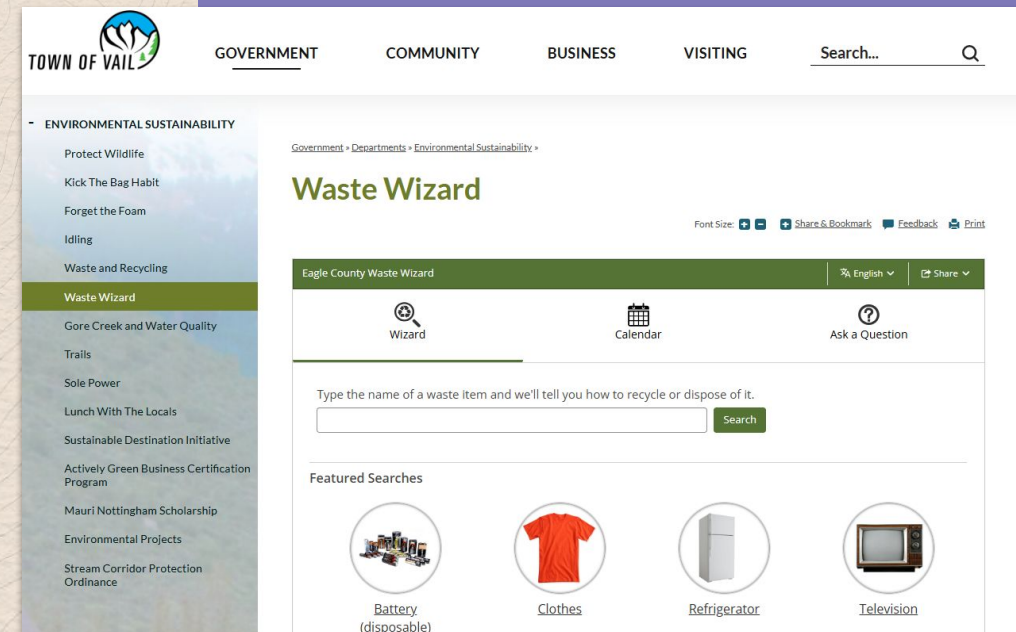 TOWN OF VAIL
GOVERNMENT
COMMUNITY
BUSINESS
VISITING
Search...
- ENVIRONMENTAL SUSTAINABILITY
Protect Wildlife
Kick The Bag Habit
Forget the Foam
Idling
Waste and Recycling
Waste Wizard
Gore Creek and Water Quality
Trails
Sole Power
Lunch With The Locals
Sustainable Destination Initiative
Actively Green Business Certification
Program
Mauri Nottingham Scholarship
Environmental Projects
Stream Corridor Protection
Ordinance
Government » Departments » Environmental Sustainability »
Waste Wizard
Font Size: + - Share & Bookmark Feedback Print
Eagle County Waste Wizard
English
Share
Wizard
Calendar
Ask a Question
Type the name of a waste item and we'll tell you how to recycle or dispose of it.
Search
Featured Searches
Battery
(disposable)
Clothes
Refrigerator
Television